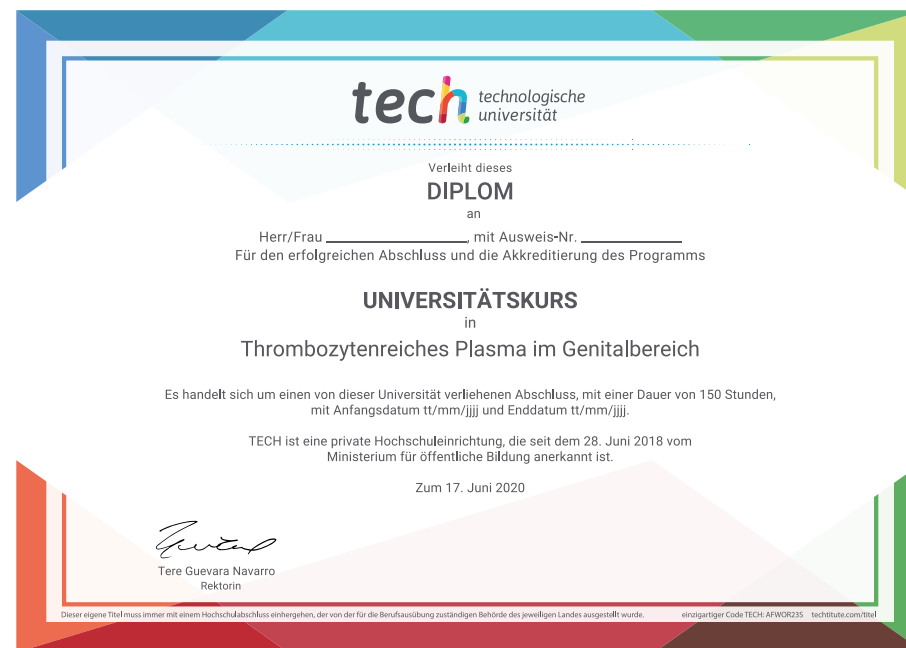 tech technologische
universität
Verleiht dieses
DIPLOM
an
Herr/Frau ____________________, mit Ausweis-Nr. ______________
Für den erfolgreichen Abschluss und die Akkreditierung des Programms
UNIVERSITÄTSKURS
in
Thrombozytenreiches Plasma im Genitalbereich
Es handelt sich um einen von dieser Universität verliehenen Abschluss, mit einer Dauer von 150 Stunden,
mit Anfangsdatum tt/mm/jjjj und Enddatum tt/mm/jjjj.
TECH ist eine private Hochschuleinrichtung, die seit dem 28. Juni 2018 vom
Ministerium für öffentliche Bildung anerkannt ist.
Zum 17. Juni 2020
Tere Guevara Navarro
Rektorin
Dieser eigene Titel muss immer mit einem Hochschulabschluss einhergehen, der von der für die Berufsausübung zuständigen Behörde des jeweiligen Landes ausgestellt wurde. einzigartiger Code TECH: AFWOR23S techtitute.com/titel